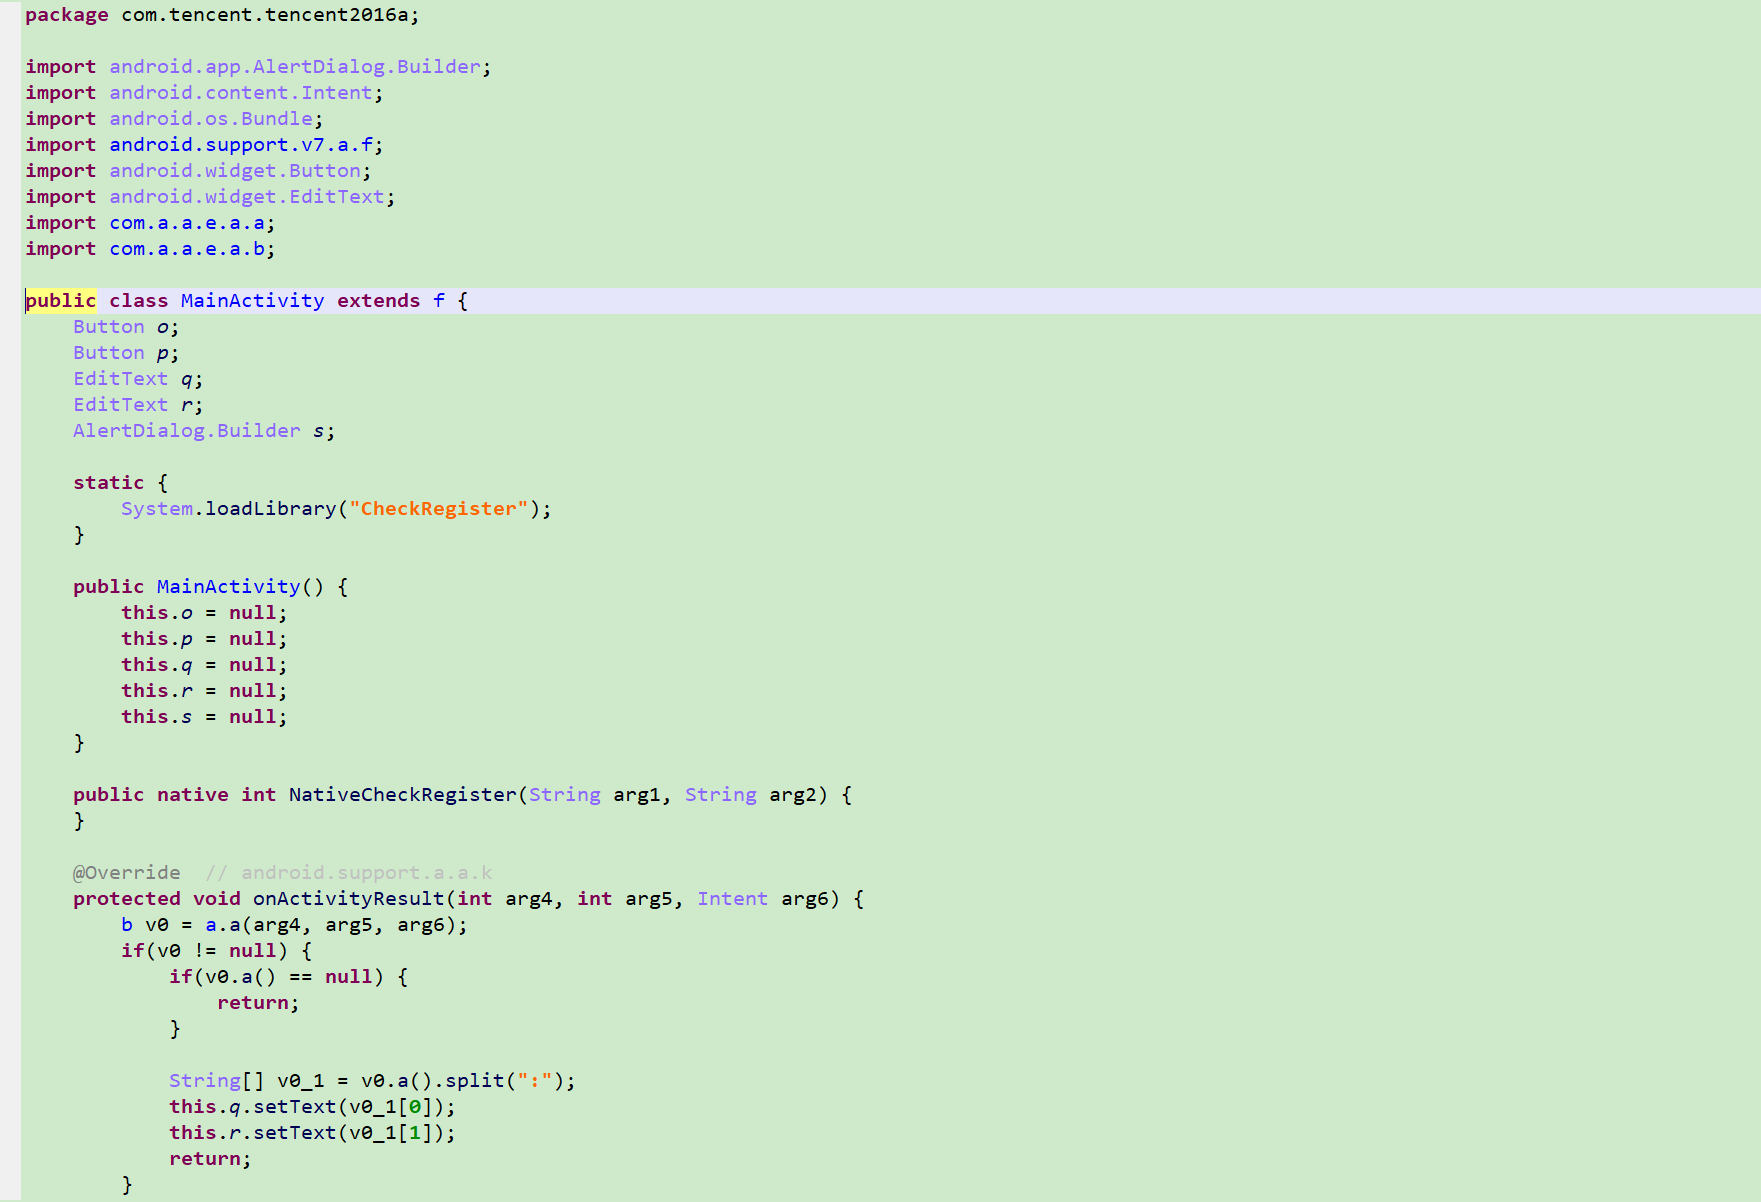 package com.tencent.tencent2016a;
import android.app.AlertDialog.Builder;
import android.content.Intent;
import android.os.Bundle;
import android.support.v7.a.f;
import android.widget.Button;
import android.widget.EditText;
import com.a.a.e.a.a;
import com.a.a.e.a.b;
public class MainActivity extends f {
    Button o;
    Button p;
    EditText q;
    EditText r;
    AlertDialog.Builder s;
    static {
        System.loadLibrary("CheckRegister");
    }
    public MainActivity() {
        this.o = null;
        this.p = null;
        this.q = null;
        this.r = null;
        this.s = null;
    }
    public native int NativeCheckRegister(String arg1, String arg2) {
    }
    @Override  // android.support.a.a.k
    protected void onActivityResult(int arg4, int arg5, Intent arg6) {
        b v0 = a.a(arg4, arg5, arg6);
        if(v0 != null) {
            if(v0.a() == null) {
                return;
            }
            String[] v0_1 = v0.a().split(":");
            this.q.setText(v0_1[0]);
            this.r.setText(v0_1[1]);
            return;
        }